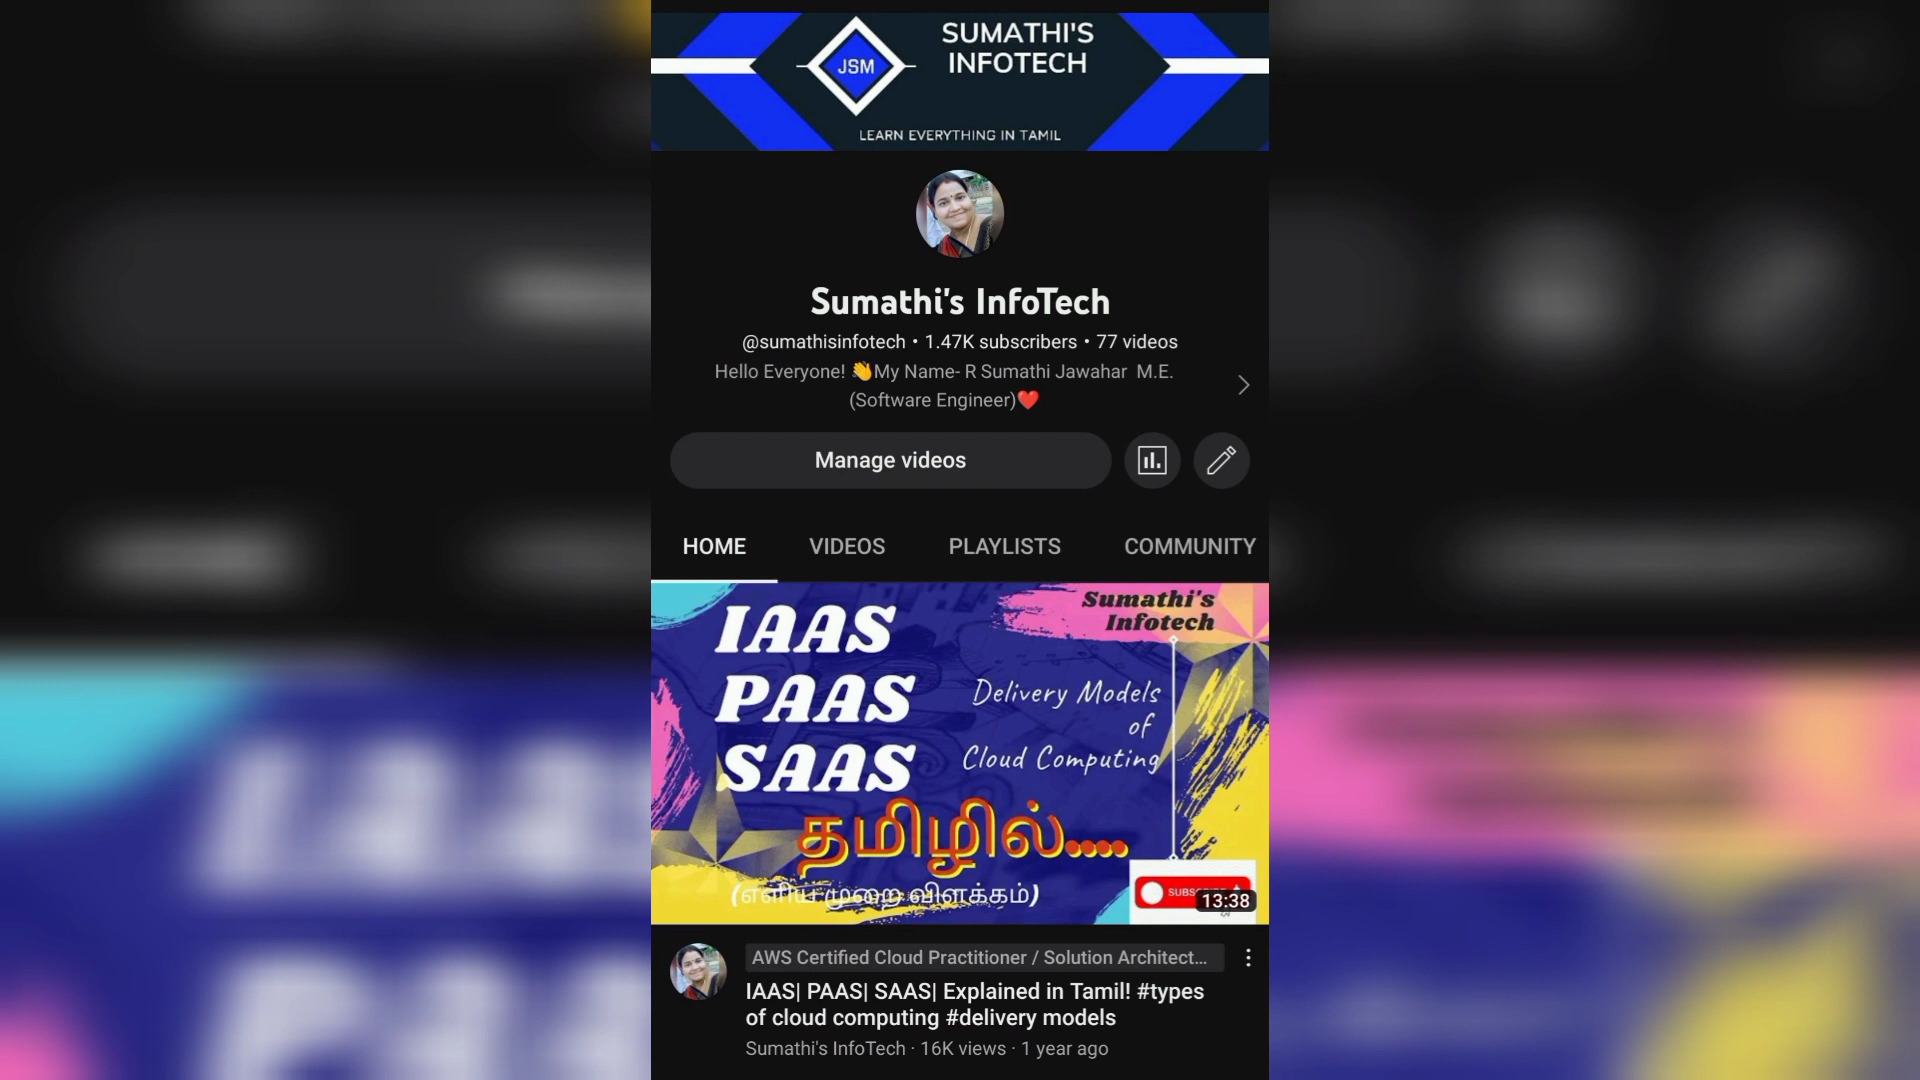 SUMATHI'S
INFOTECH
JSM
LEARN EVERYTHING IN TAMIL
Sumathi's InfoTech
@sumathisinfotech • 1.47K subscribers • 77 videos
Hello Everyone! 👋My Name- R Sumathi Jawahar M.E.
(Software Engineer)❤️
Manage videos
HOME VIDEOS PLAYLISTS COMMUNITY
Sumathi's
Infotech
IAAS
PAAS
SAAS
Delivery Models
of
Cloud Computing
தமிழில்....
(எளிய முறை விளக்கம்)
13:38
AWS Certified Cloud Practitioner / Solution Architect...
IAAS| PAAS| SAAS| Explained in Tamil! #types
of cloud computing #delivery models
Sumathi's InfoTech · 16K views · 1 year ago